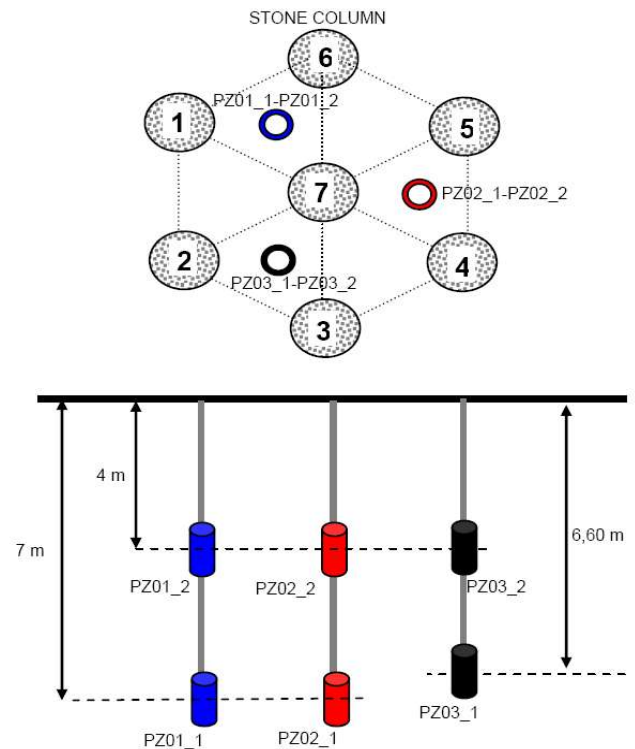 STONE COLUMN
6
PZ01_1-PZ01_2
1
5
7
PZ02_1-PZ02_2
2
4
PZ03_1-PZ03_2
3
4 m
7 m
6,60 m
PZ01_2
PZ02_2
PZ03_2
PZ03_1
PZ01_1
PZ02_1